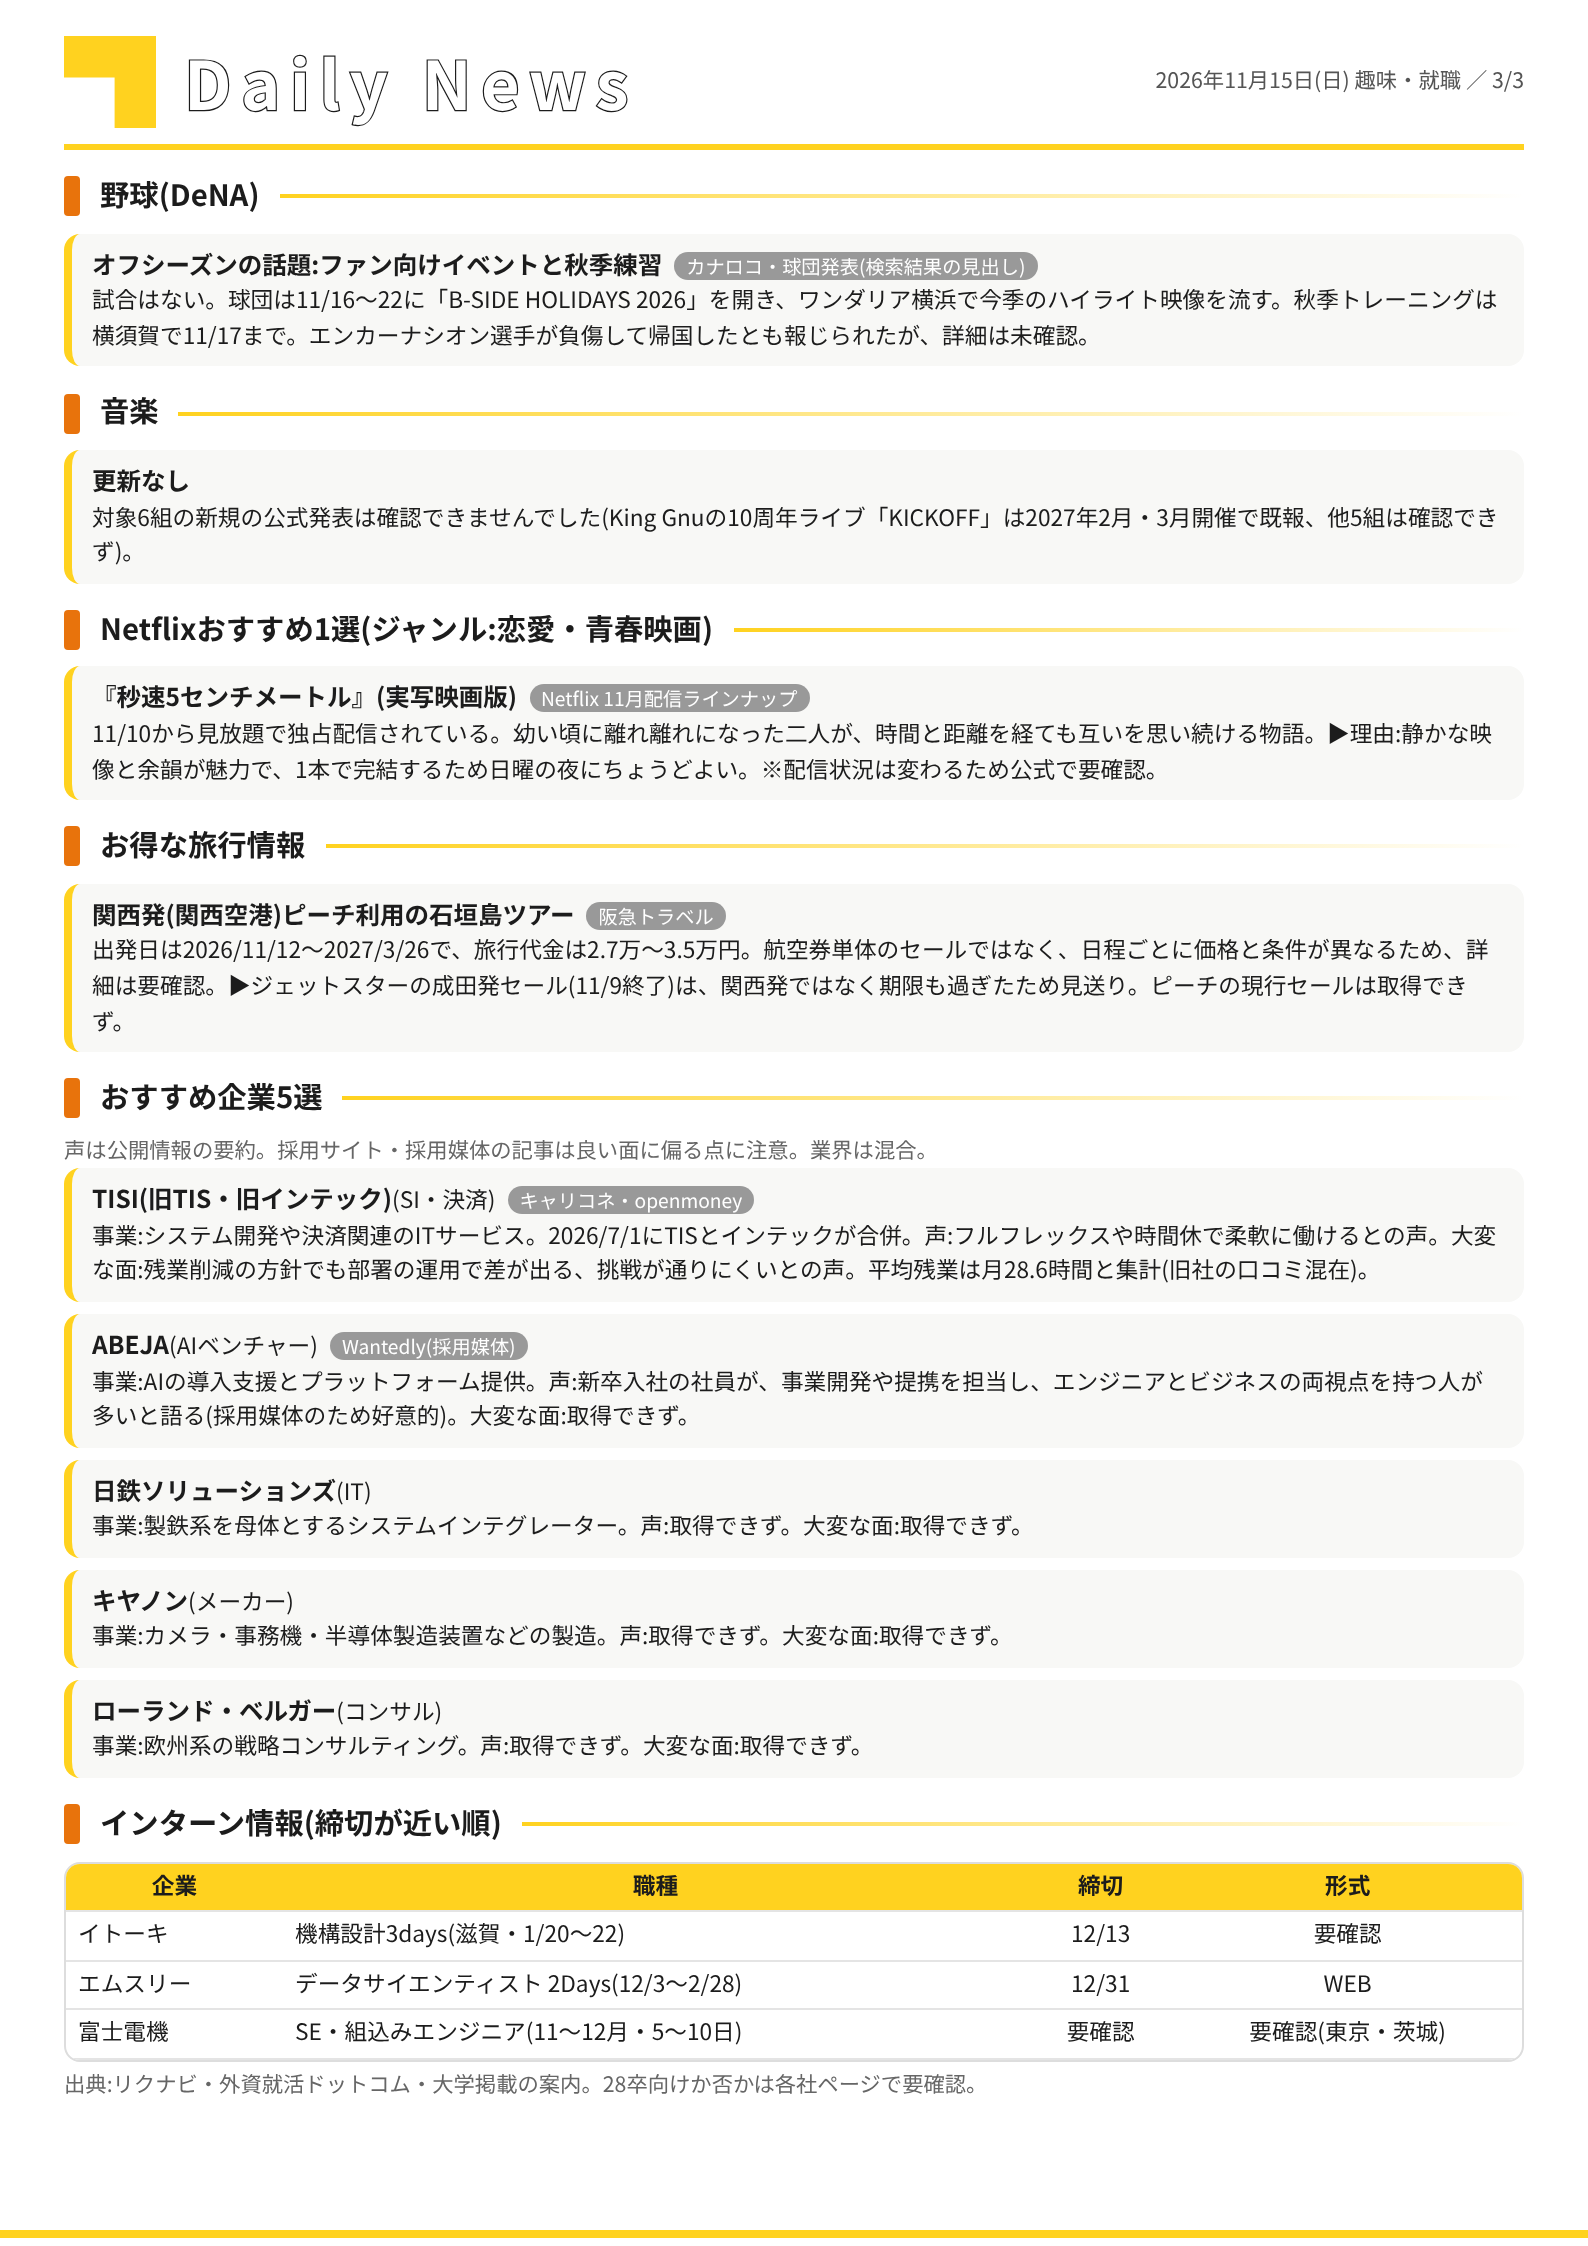 Daily News
2026年11月15日(日) 趣味・就職 ／ 3/3
野球(DeNA)
オフシーズンの話題:ファン向けイベントと秋季練習 カナロコ・球団発表(検索結果の見出し)
試合はない。球団は11/16〜22に「B-SIDE HOLIDAYS 2026」を開き、ワンダリア横浜で今季のハイライト映像を流す。秋季トレーニングは
横須賀で11/17まで。エンカーナシオン選手が負傷して帰国したとも報じられたが、詳細は未確認。
音楽
更新なし
対象6組の新規の公式発表は確認できませんでした(King Gnuの10周年ライブ「KICKOFF」は2027年2月・3月開催で既報、他5組は確認でき
ず)。
Netflixおすすめ1選(ジャンル:恋愛・青春映画)
『秒速5センチメートル』(実写映画版) Netflix 11月配信ラインナップ
11/10から見放題で独占配信されている。幼い頃に離れ離れになった二人が、時間と距離を経ても互いを思い続ける物語。▶理由:静かな映
像と余韻が魅力で、1本で完結するため日曜の夜にちょうどよい。※配信状況は変わるため公式で要確認。
お得な旅行情報
関西発(関西空港)ピーチ利用の石垣島ツアー 阪急トラベル
出発日は2026/11/12〜2027/3/26で、旅行代金は2.7万〜3.5万円。航空券単体のセールではなく、日程ごとに価格と条件が異なるため、詳
細は要確認。▶ジェットスターの成田発セール(11/9終了)は、関西発ではなく期限も過ぎたため見送り。ピーチの現行セールは取得でき
ず。
おすすめ企業5選
声は公開情報の要約。採用サイト・採用媒体の記事は良い面に偏る点に注意。業界は混合。
TISI(旧TIS・旧インテック)(SI・決済) キャリコネ・openmoney
事業:システム開発や決済関連のITサービス。2026/7/1にTISとインテックが合併。声:フルフレックスや時間休で柔軟に働けるとの声。大変
な面:残業削減の方針でも部署の運用で差が出る、挑戦が通りにくいとの声。平均残業は月28.6時間と集計(旧社の口コミ混在)。
ABEJA(AIベンチャー) Wantedly(採用媒体)
事業:AIの導入支援とプラットフォーム提供。声:新卒入社の社員が、事業開発や提携を担当し、エンジニアとビジネスの両視点を持つ人が
多いと語る(採用媒体のため好意的)。大変な面:取得できず。
日鉄ソリューションズ(IT)
事業:製鉄系を母体とするシステムインテグレーター。声:取得できず。大変な面:取得できず。
キヤノン(メーカー)
事業:カメラ・事務機・半導体製造装置などの製造。声:取得できず。大変な面:取得できず。
ローランド・ベルガー(コンサル)
事業:欧州系の戦略コンサルティング。声:取得できず。大変な面:取得できず。
インターン情報(締切が近い順)
企業 職種 締切 形式
イトーキ 機構設計3days(滋賀・1/20〜22) 12/13 要確認
エムスリー データサイエンティスト 2Days(12/3〜2/28) 12/31 WEB
富士電機 SE・組込みエンジニア(11〜12月・5〜10日) 要確認 要確認(東京・茨城)
出典:リクナビ・外資就活ドットコム・大学掲載の案内。28卒向けか否かは各社ページで要確認。